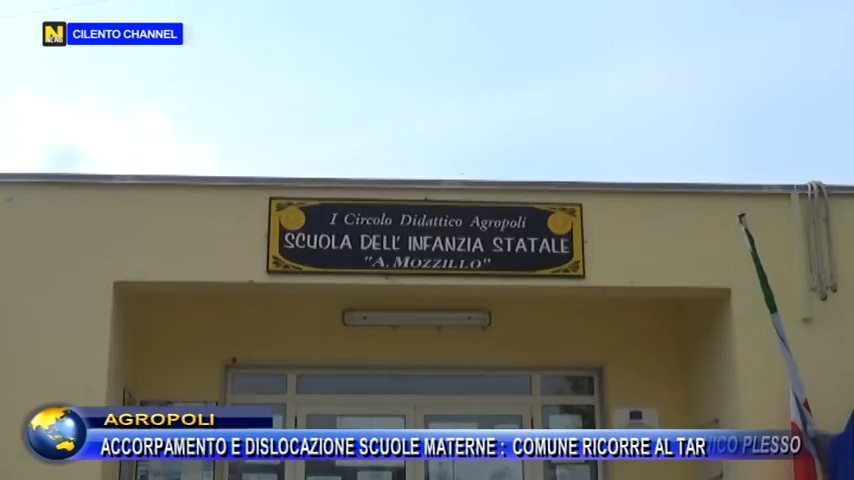 CILENTO CHANNEL
I Circolo Didattico Agropoli
SCUOLA DELL'INFANZIA STATALE
"A. MOZZILLO"
AGROPOLI
ACCORPAMENTO E DISLOCAZIONE SCUOLE MATERNE : COMUNE RICORRE AL TAR
PLESSO